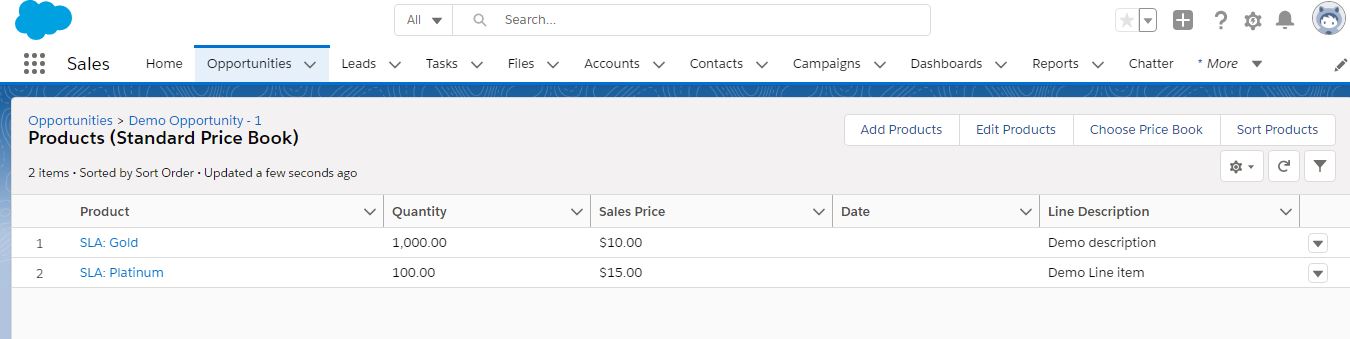 All Search...
Sales Home Opportunities Leads Tasks Files Accounts Contacts Campaigns Dashboards Reports Chatter * More
Opportunities > Demo Opportunity - 1
Products (Standard Price Book)
Add Products Edit Products Choose Price Book Sort Products
2 items • Sorted by Sort Order • Updated a few seconds ago
Product Quantity Sales Price Date Line Description
1 SLA: Gold 1,000.00 $10.00 Demo description
2 SLA: Platinum 100.00 $15.00 Demo Line item